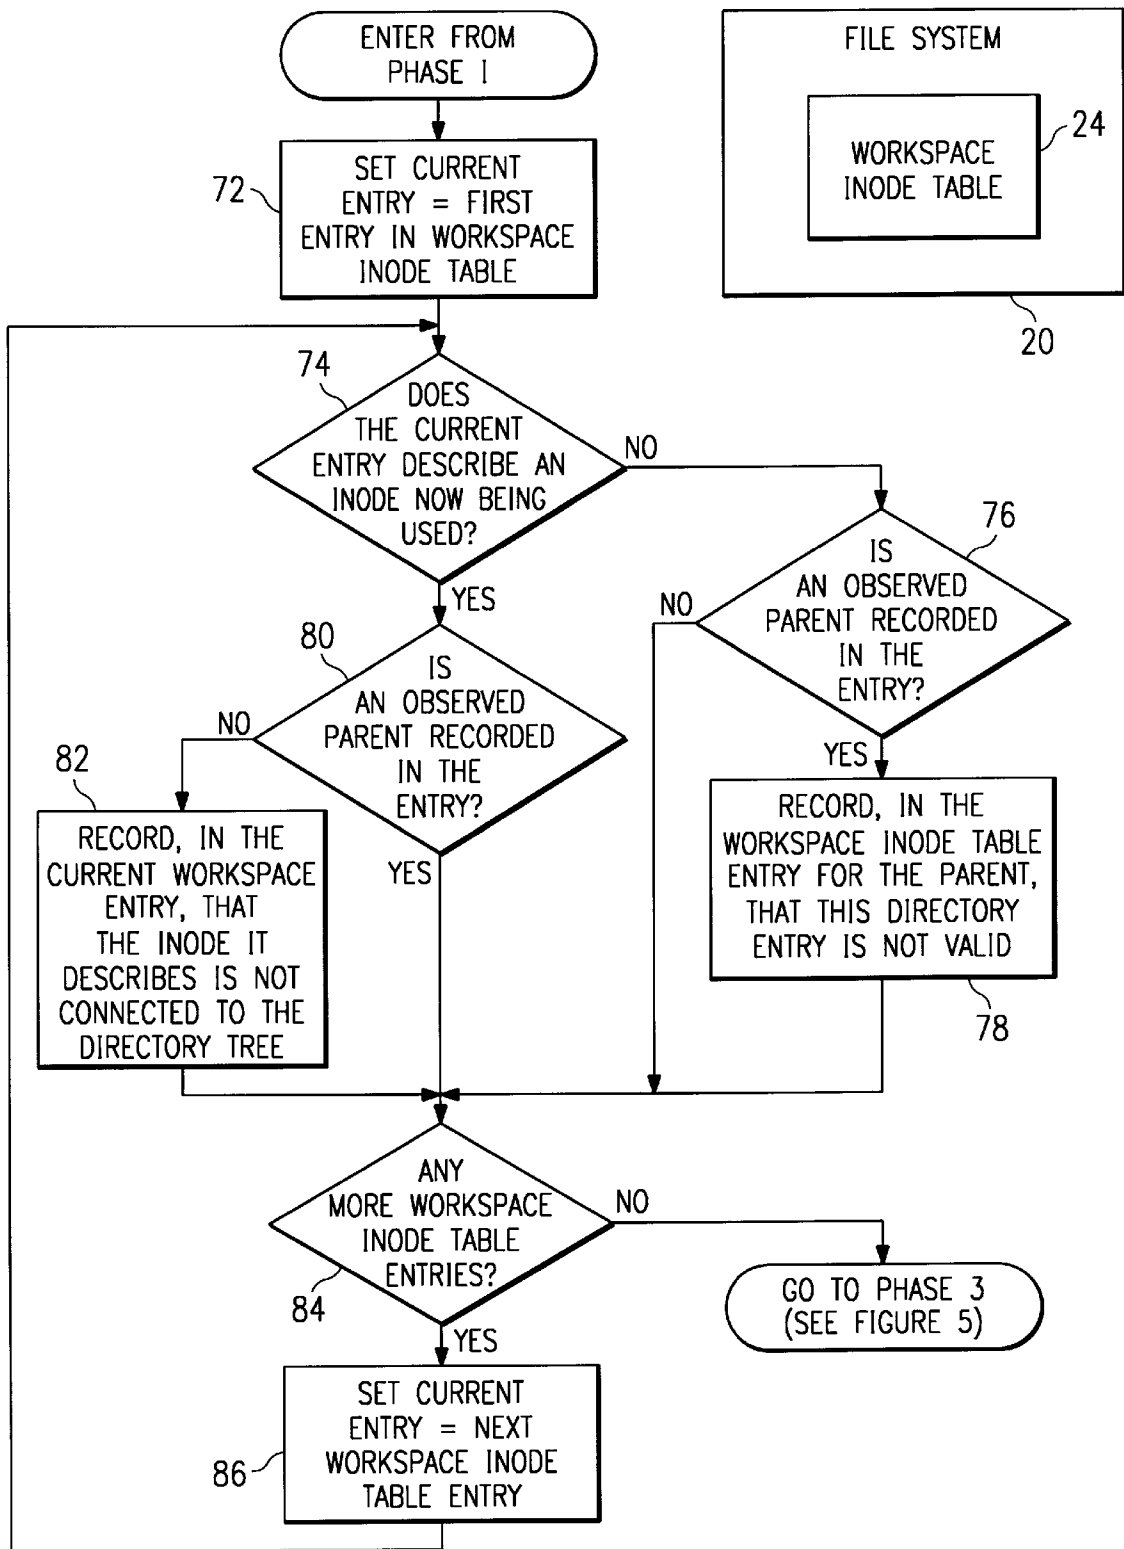 ENTER FROM
PHASE 1
FILE SYSTEM
WORKSPACE
INODE TABLE
24
20
72
SET CURRENT
ENTRY = FIRST
ENTRY IN WORKSPACE
INODE TABLE
74
DOES
THE CURRENT
ENTRY DESCRIBE AN
INODE NOW BEING
USED?
NO
YES
76
IS
AN OBSERVED
PARENT RECORDED
IN THE
ENTRY?
NO
YES
80
IS
AN OBSERVED
PARENT RECORDED
IN THE
ENTRY?
NO
YES
82
RECORD, IN THE
CURRENT WORKSPACE
ENTRY, THAT
THE INODE IT
DESCRIBES IS NOT
CONNECTED TO THE
DIRECTORY TREE
RECORD, IN THE
WORKSPACE INODE TABLE
ENTRY FOR THE PARENT,
THAT THIS DIRECTORY
ENTRY IS NOT VALID
78
ANY
MORE WORKSPACE
INODE TABLE
ENTRIES?
84
NO
YES
GO TO PHASE 3
(SEE FIGURE 5)
SET CURRENT
ENTRY = NEXT
WORKSPACE INODE
TABLE ENTRY
86